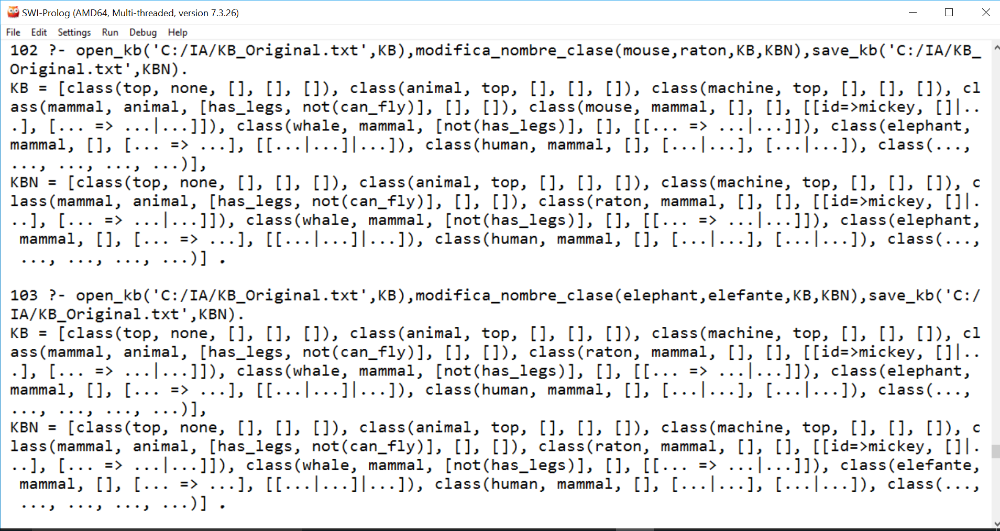 SWI-Prolog (AMD64, Multi-threaded, version 7.3.26)
File Edit Settings Run Debug Help
102 ?- open_kb('C:/IA/KB_Original.txt',KB),modifica_nombre_clase(mouse,raton,KB,KBN),save_kb('C:/IA/KB_
Original.txt',KBN).
KB = [class(top, none, [], [], []), class(animal, top, [], [], []), class(machine, top, [], [], []), cl
ass(mammal, animal, [has_legs, not(can_fly)], [], []), class(mouse, mammal, [], [], [[id=>mickey, []|..
.], [... => ...|...]]), class(whale, mammal, [not(has_legs)], [], [[... => ...|...]]), class(elephant,
mammal, [], [... => ...], [[...|...]|...]), class(human, mammal, [], [...|...], [...|...]), class(...,
..., ..., ..., ...)],
KBN = [class(top, none, [], [], []), class(animal, top, [], [], []), class(machine, top, [], [], []), c
lass(mammal, animal, [has_legs, not(can_fly)], [], []), class(raton, mammal, [], [], [[id=>mickey, []|.
..], [... => ...|...]]), class(whale, mammal, [not(has_legs)], [], [[... => ...|...]]), class(elephant,
mammal, [], [... => ...], [[...|...]|...]), class(human, mammal, [], [...|...], [...|...]), class(...,
..., ..., ..., ...)] .
103 ?- open_kb('C:/IA/KB_Original.txt',KB),modifica_nombre_clase(elephant,elefante,KB,KBN),save_kb('C:/
IA/KB_Original.txt',KBN).
KB = [class(top, none, [], [], []), class(animal, top, [], [], []), class(machine, top, [], [], []), cl
ass(mammal, animal, [has_legs, not(can_fly)], [], []), class(raton, mammal, [], [], [[id=>mickey, []|..
.], [... => ...|...]]), class(whale, mammal, [not(has_legs)], [], [[... => ...|...]]), class(elephant,
mammal, [], [... => ...], [[...|...]|...]), class(human, mammal, [], [...|...], [...|...]), class(...,
..., ..., ..., ...)],
KBN = [class(top, none, [], [], []), class(animal, top, [], [], []), class(machine, top, [], [], []), c
lass(mammal, animal, [has_legs, not(can_fly)], [], []), class(raton, mammal, [], [], [[id=>mickey, []|.
..], [... => ...|...]]), class(whale, mammal, [not(has_legs)], [], [[... => ...|...]]), class(elefante,
mammal, [], [... => ...], [[...|...]|...]), class(human, mammal, [], [...|...], [...|...]), class(...,
..., ..., ..., ...)] .